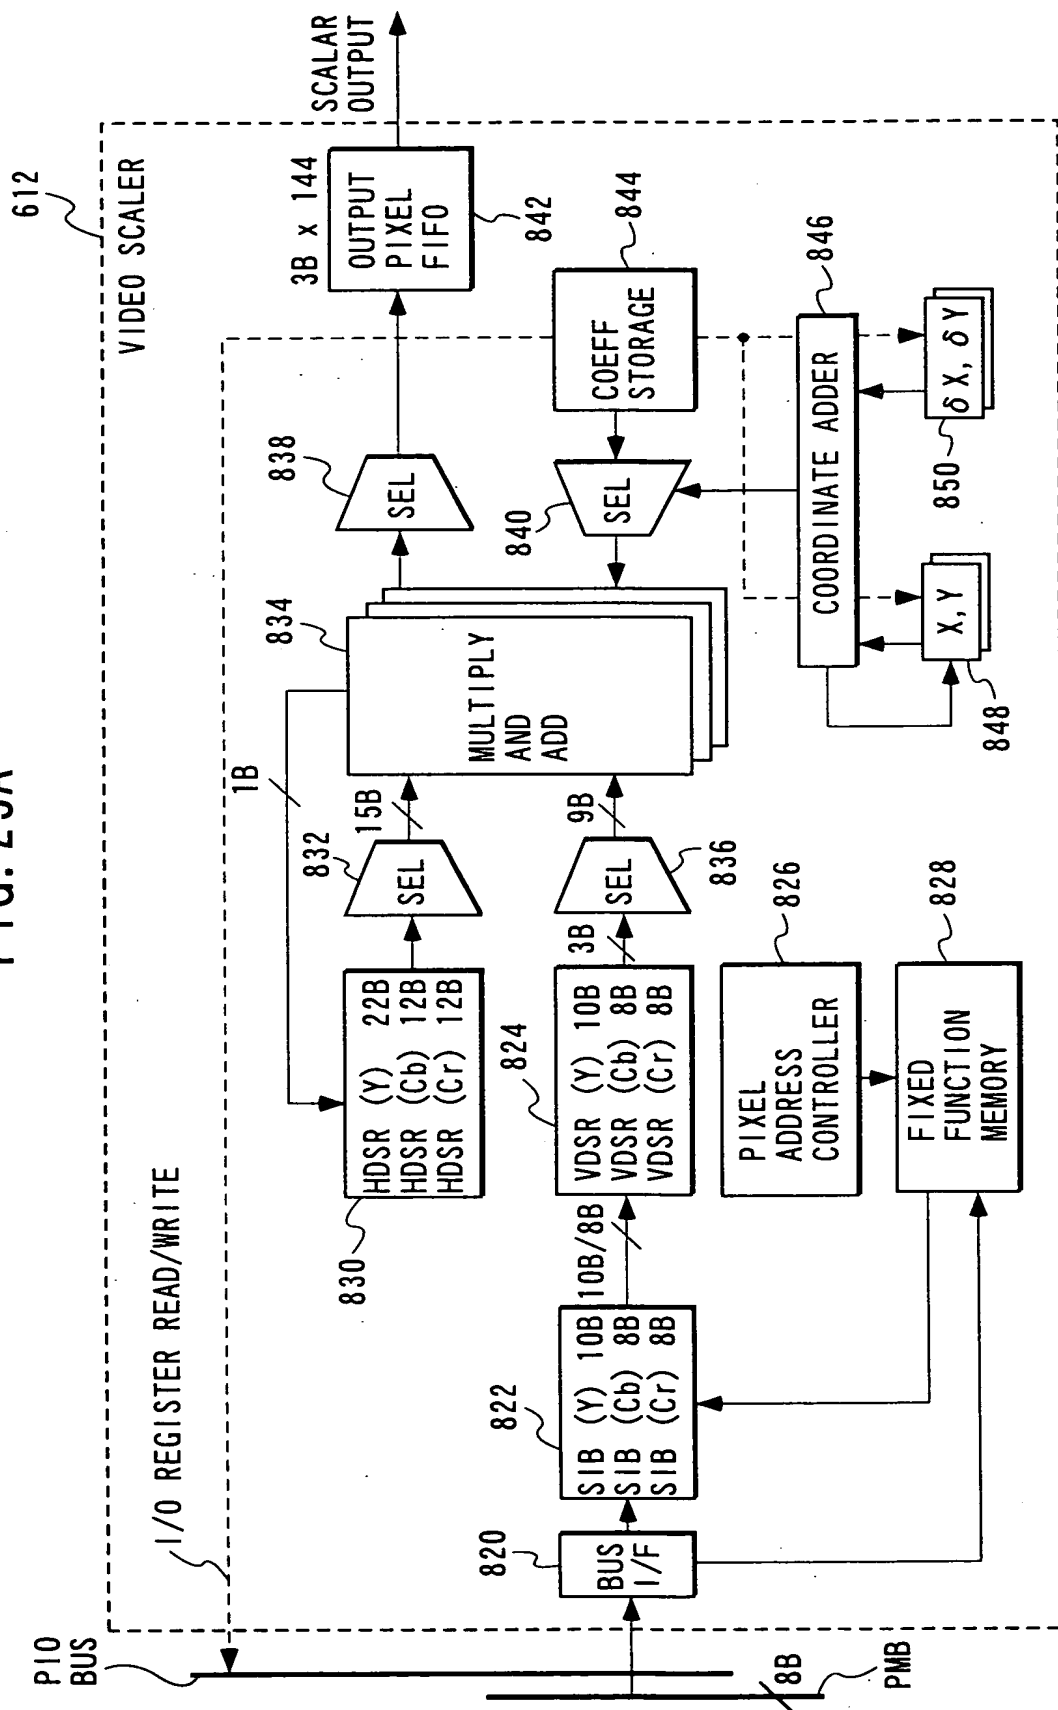 612
VIDEO SCALER
I/O REGISTER READ/WRITE
PIO
BUS
8B
PMB
820
BUS
I/F
822
SIB (Y) 10B
SIB (Cb) 8B
SIB (Cr) 8B
10B/8B
824
VDSR (Y) 10B
VDSR (Cb) 8B
VDSR (Cr) 8B
3B
830
HDSR (Y) 22B
HDSR (Cb) 12B
HDSR (Cr) 12B
1B
832
SEL
15B
SEL
836
9B
834
MULTIPLY
AND
ADD
838
SEL
840
SEL
3B x 144
OUTPUT
PIXEL
FIFO
842
SCALAR
OUTPUT
COEFF
STORAGE
844
826
PIXEL
ADDRESS
CONTROLLER
828
FIXED
FUNCTION
MEMORY
COORDINATE ADDER
846
X, Y
848
δX, δY
850